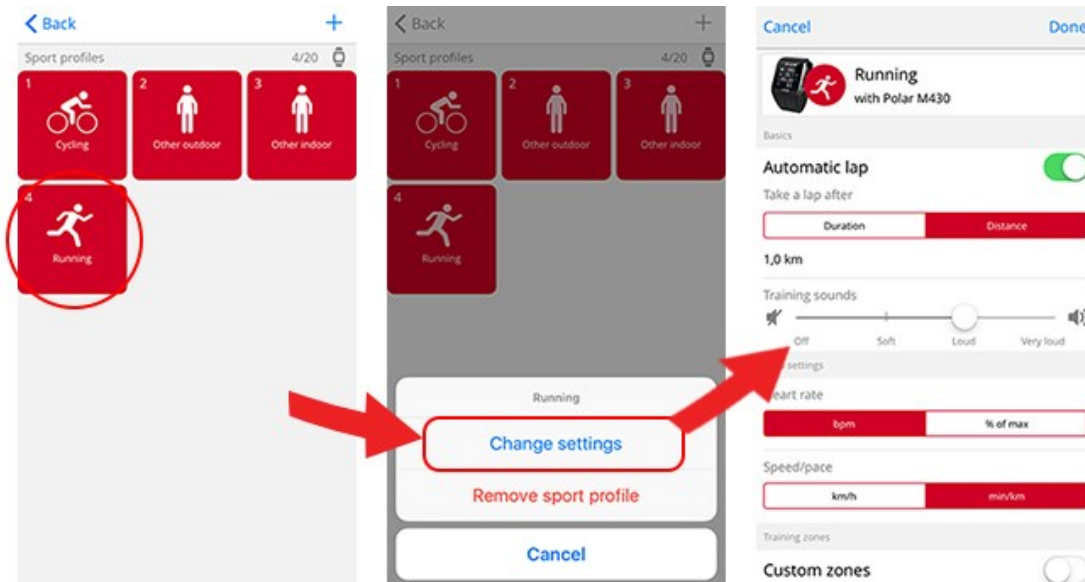 Back
+
Sport profiles 4/20
1
Cycling
2
Other outdoor
3
Other indoor
4
Running
Back
+
Sport profiles 4/20
1
Cycling
2
Other outdoor
3
Other indoor
4
Running
Running
Change settings
Remove sport profile
Cancel
Cancel Done
Running
with Polar M430
Basics
Automatic lap
Take a lap after
Duration Distance
1,0 km
Training sounds
Off Soft Loud Very loud
settings
eart rate
bpm % of max
Speed/pace
km/h min/km
Training zones
Custom zones